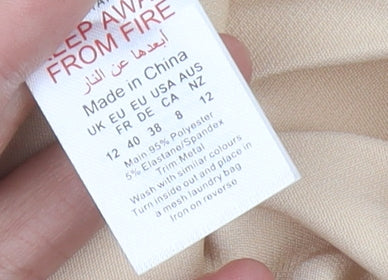 KEEP AWAY
FROM FIRE
أبعدها عن النار
Made in China
UK EU EU USA AUS
FR DE CA NZ
12 40 38 8 12
Main 95% Polyester
5% Elastane/Spandex
Trim:Metal
Wash with similar colours
Turn inside out and place in
a mesh laundry bag
Iron on reverse